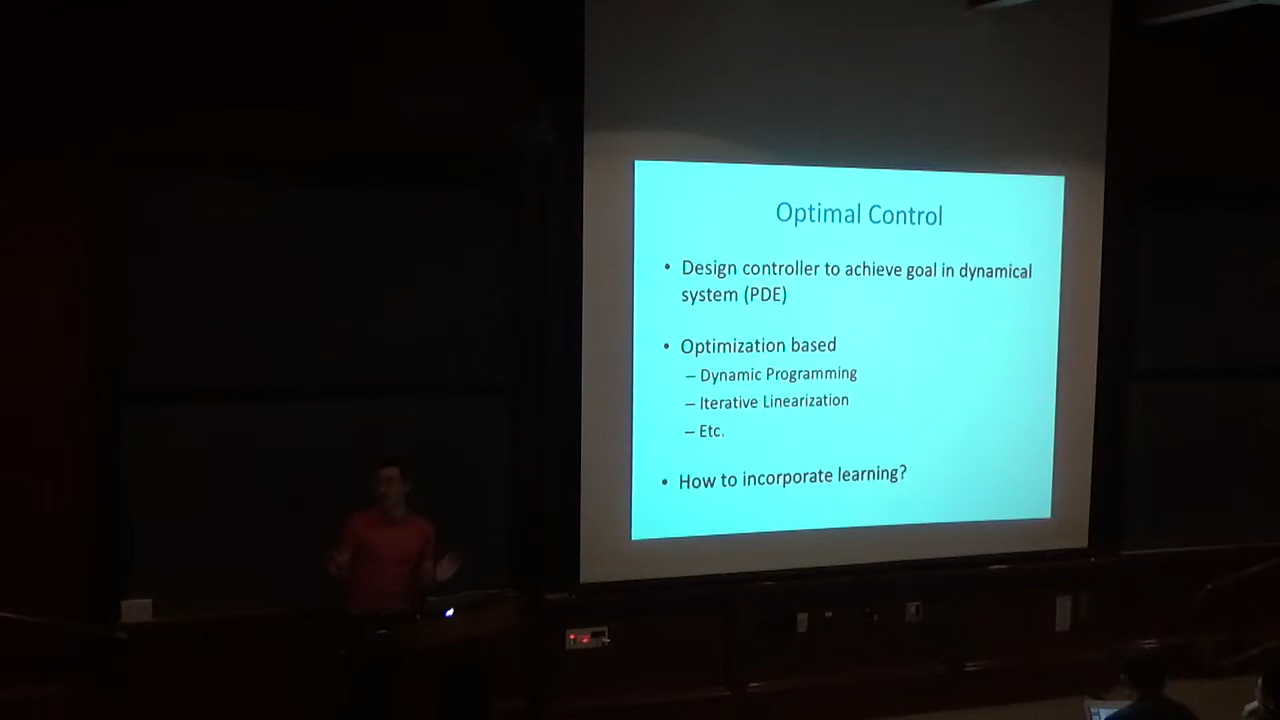 Optimal Control
• Design controller to achieve goal in dynamical
system (PDE)
• Optimization based
– Dynamic Programming
– Iterative Linearization
– Etc.
• How to incorporate learning?